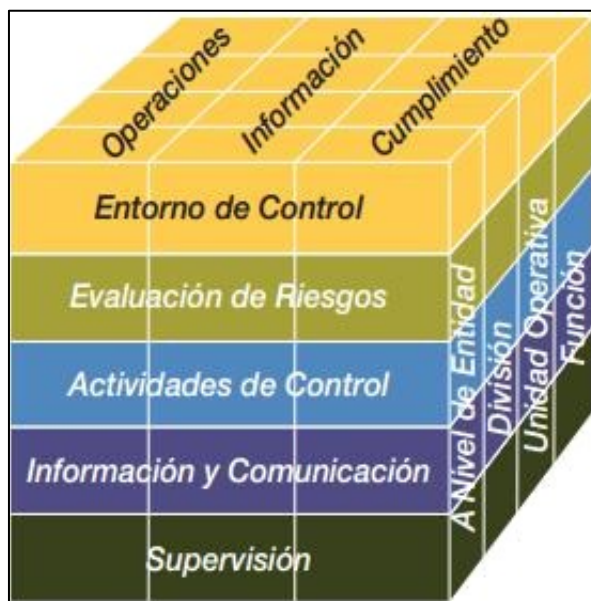 Operaciones
Información
Cumplimiento
Entorno de Control
Evaluación de Riesgos
Actividades de Control
Información y Comunicación
Supervisión
A Nivel de Entidad
División
Unidad Operativa
Función